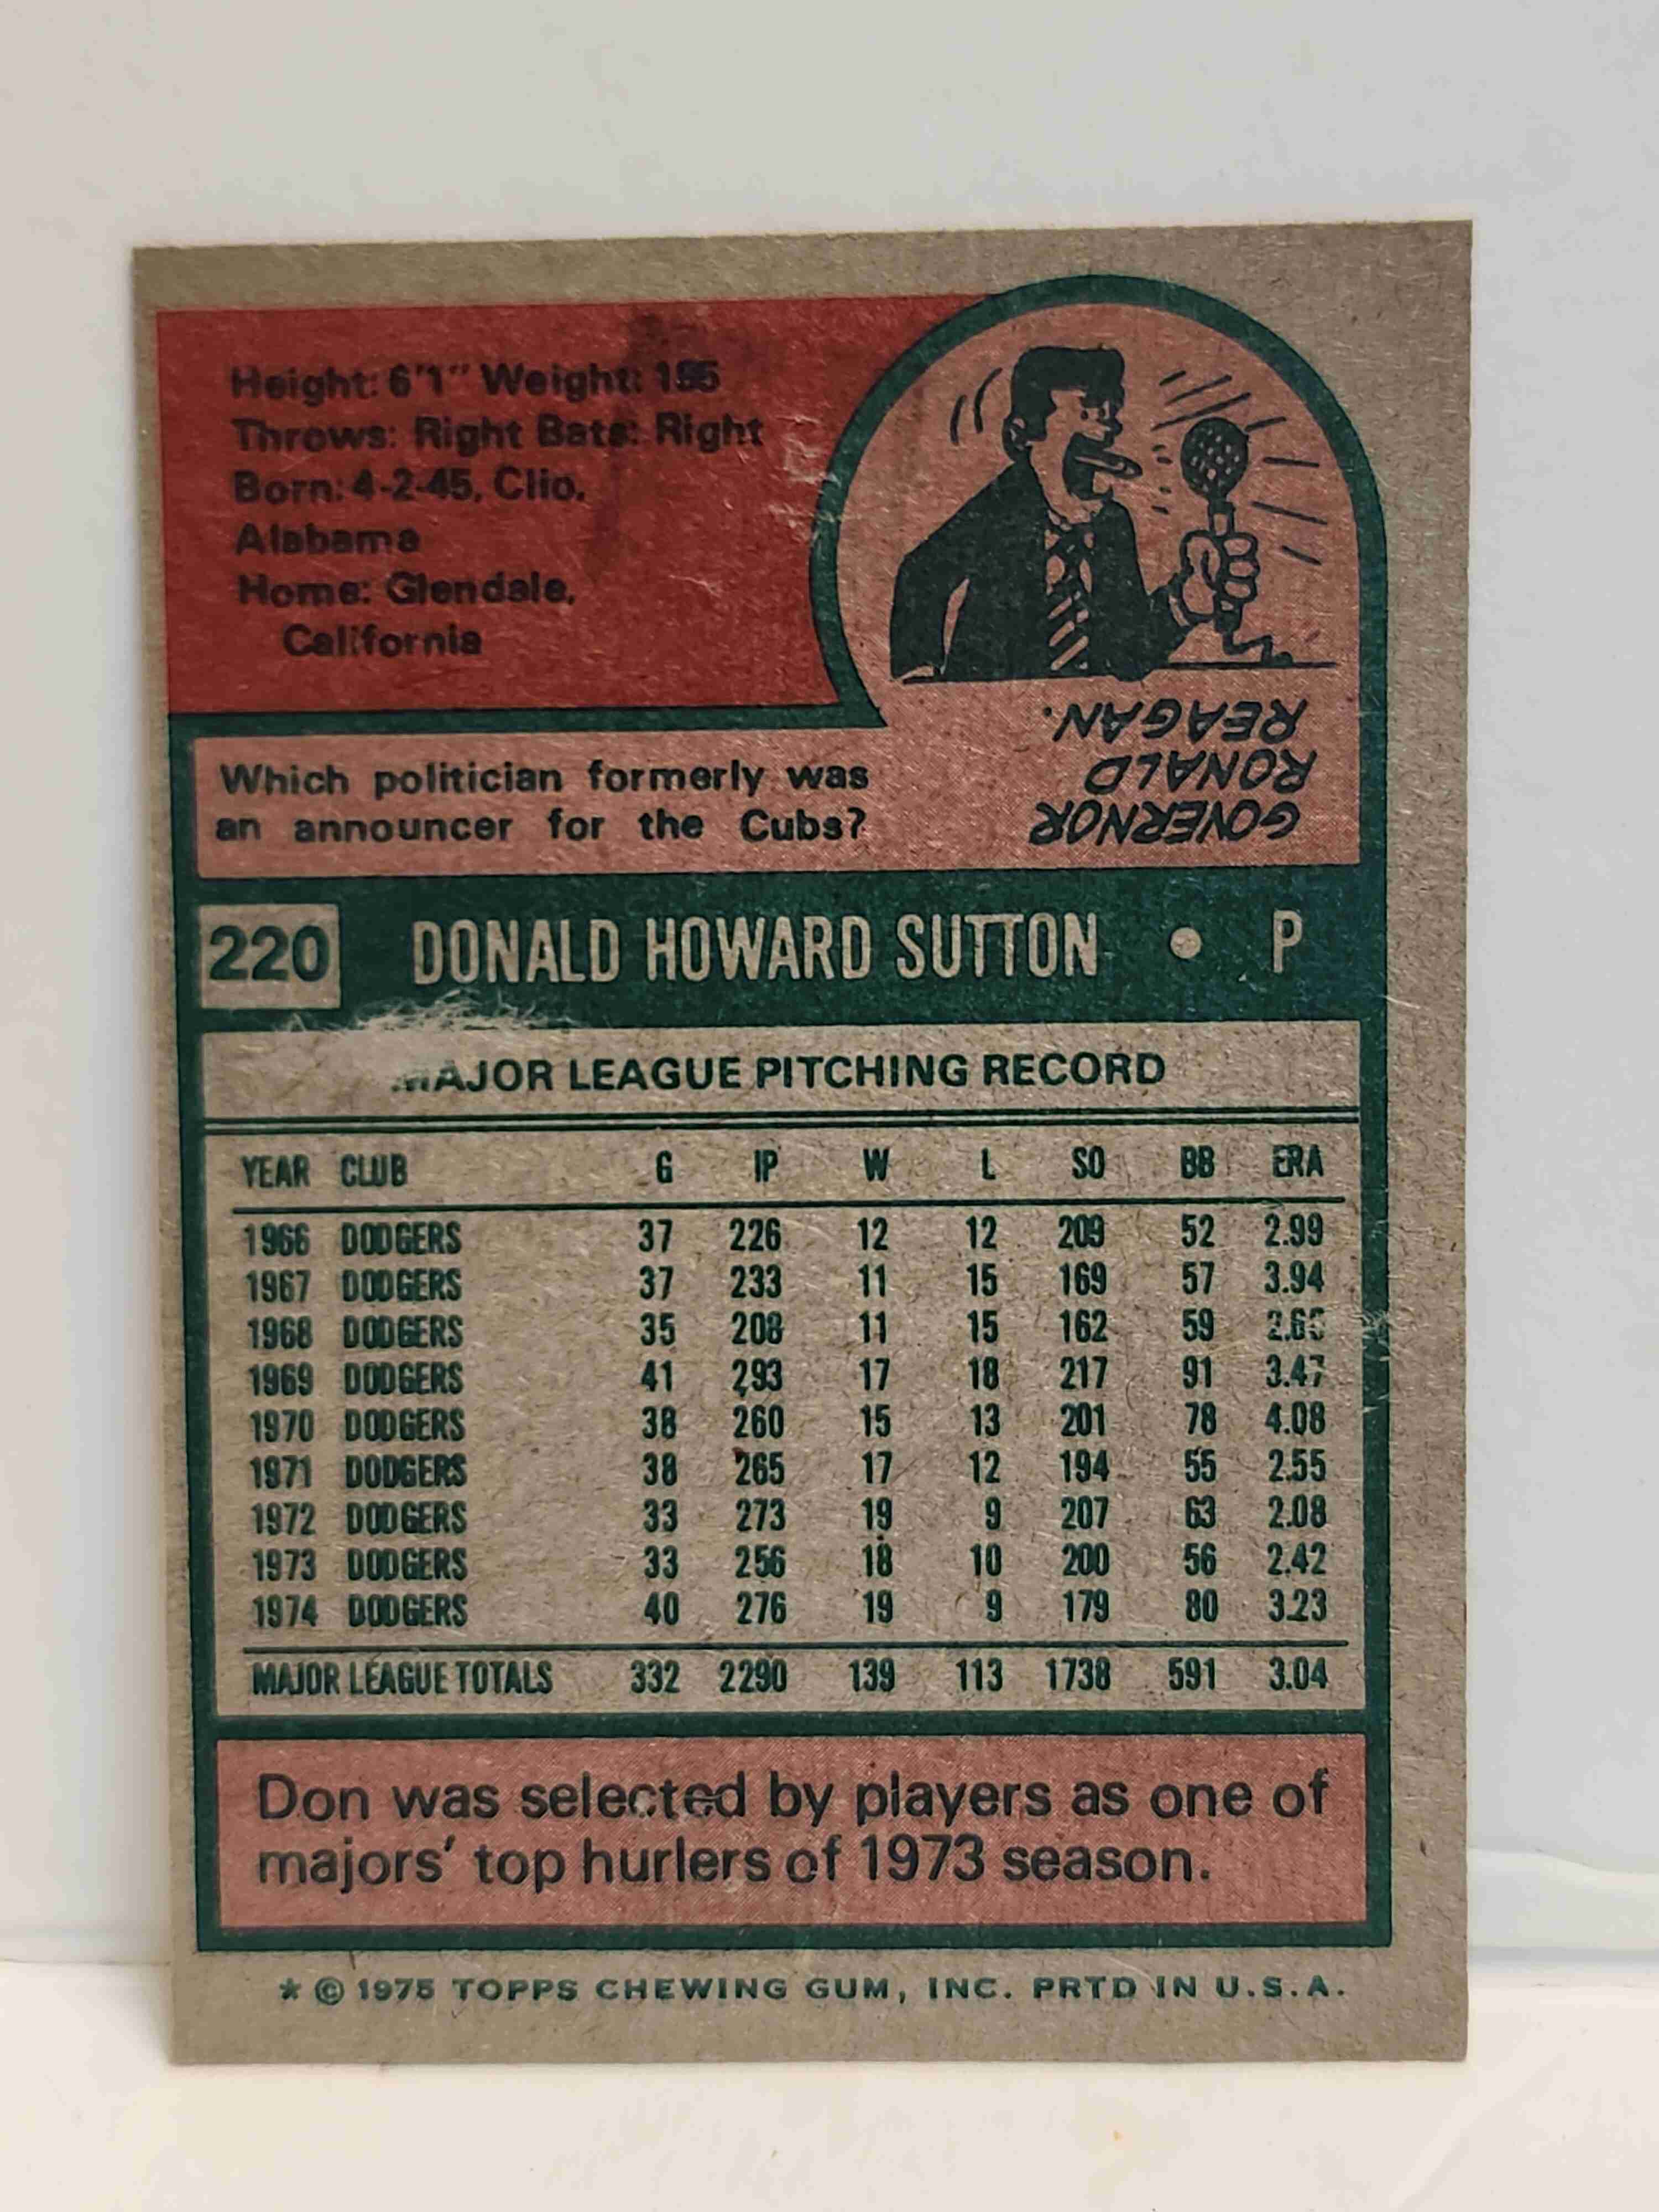 Height: 6'1" Weight: 195
Throws: Right Bats: Right
Born: 4-2-45, Clio,
Alabama
Home: Glendale,
California
Which politician formerly was
an announcer for the Cubs?
GOVERNOR
RONALD
REAGAN.
220 DONALD HOWARD SUTTON • P
MAJOR LEAGUE PITCHING RECORD
YEAR CLUB G IP W L SO BB ERA
1966 DODGERS 37 226 12 12 209 52 2.99
1967 DODGERS 37 233 11 15 169 57 3.94
1968 DODGERS 35 208 11 15 162 59
1969 DODGERS 41 293 17 18 217 91 3.47
1970 DODGERS 38 260 15 13 201 78 4.08
1971 DODGERS 38 265 17 12 194 55 2.55
1972 DODGERS 33 273 19 9 207 63 2.08
1973 DODGERS 33 256 18 10 200 56 2.42
1974 DODGERS 40 276 19 9 179 80 3.23
MAJOR LEAGUE TOTALS 332 2290 139 113 1738 591 3.04
Don was selected by players as one of
majors' top hurlers of 1973 season.
* © 1975 TOPPS CHEWING GUM, INC. PRTD IN U.S.A.